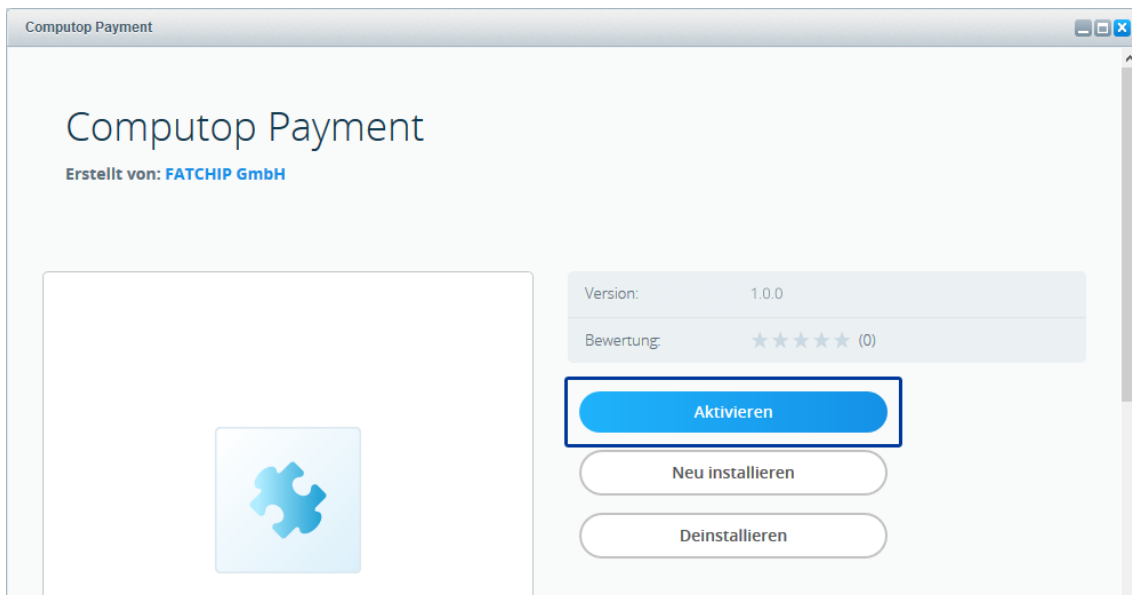 Computop Payment
Computop Payment
Erstellt von: FATCHIP GmbH
Version: 1.0.0
Bewertung: (0)
Aktivieren
Neu installieren
Deinstallieren